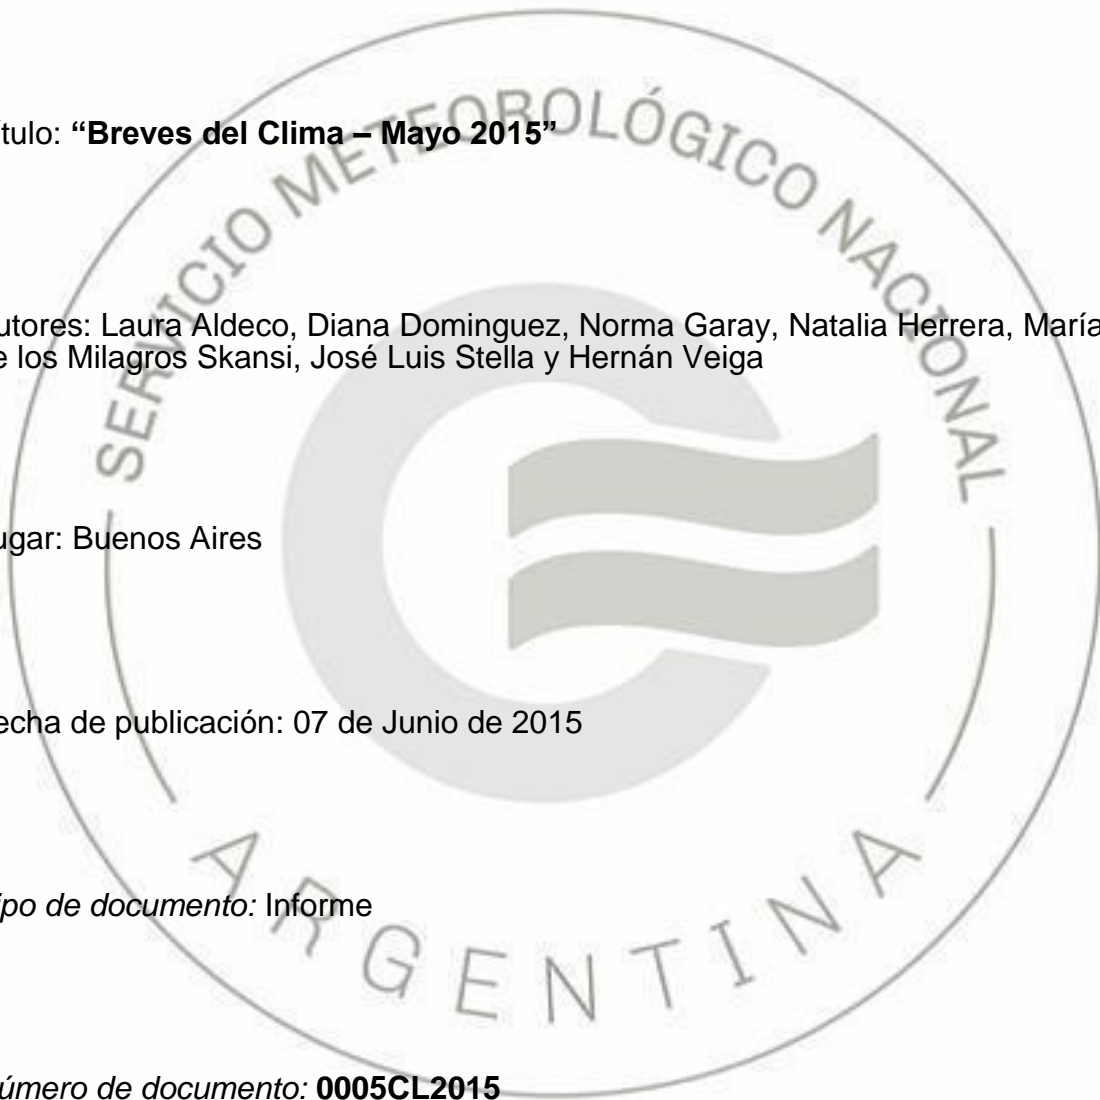 ítulo: “Breves del Clima – Mayo 2015”
utores: Laura Aldeco, Diana Dominguez, Norma Garay, Natalia Herrera, María
e los Milagros Skansi, José Luis Stella y Hernán Veiga
ugar: Buenos Aires
echa de publicación: 07 de Junio de 2015
ipo de documento: Informe
úmero de documento: 0005CL2015
SERVICIO METEOROLÓGICO NACIONAL
ARGENTINA